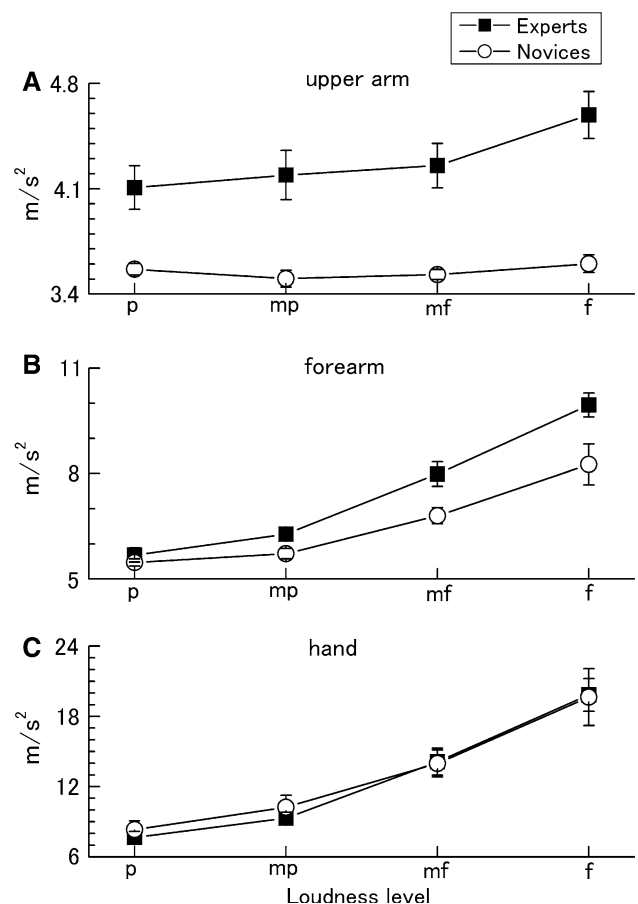 Experts
Novices
A
upper arm
4.8
4.1
3.4
m/s²
p mp mf f
B
forearm
11
8
5
m/s²
p mp mf f
C
hand
24
18
12
6
m/s²
p mp mf f
Loudness level